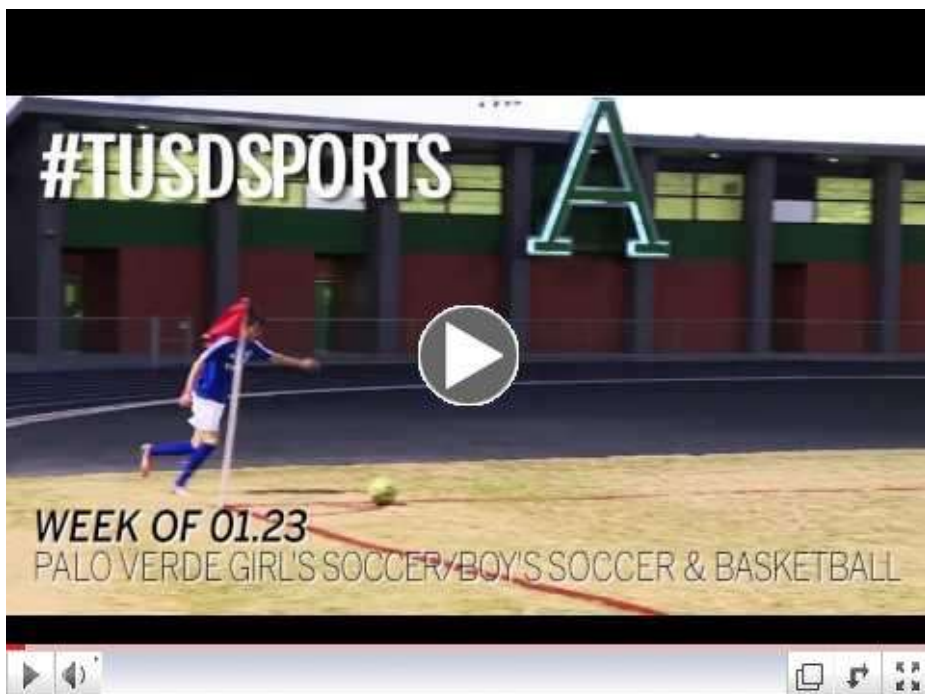 #TUSDSPORTS
A
WEEK OF 01.23
PALO VERDE GIRL'S SOCCER/BOY'S SOCCER & BASKETBALL